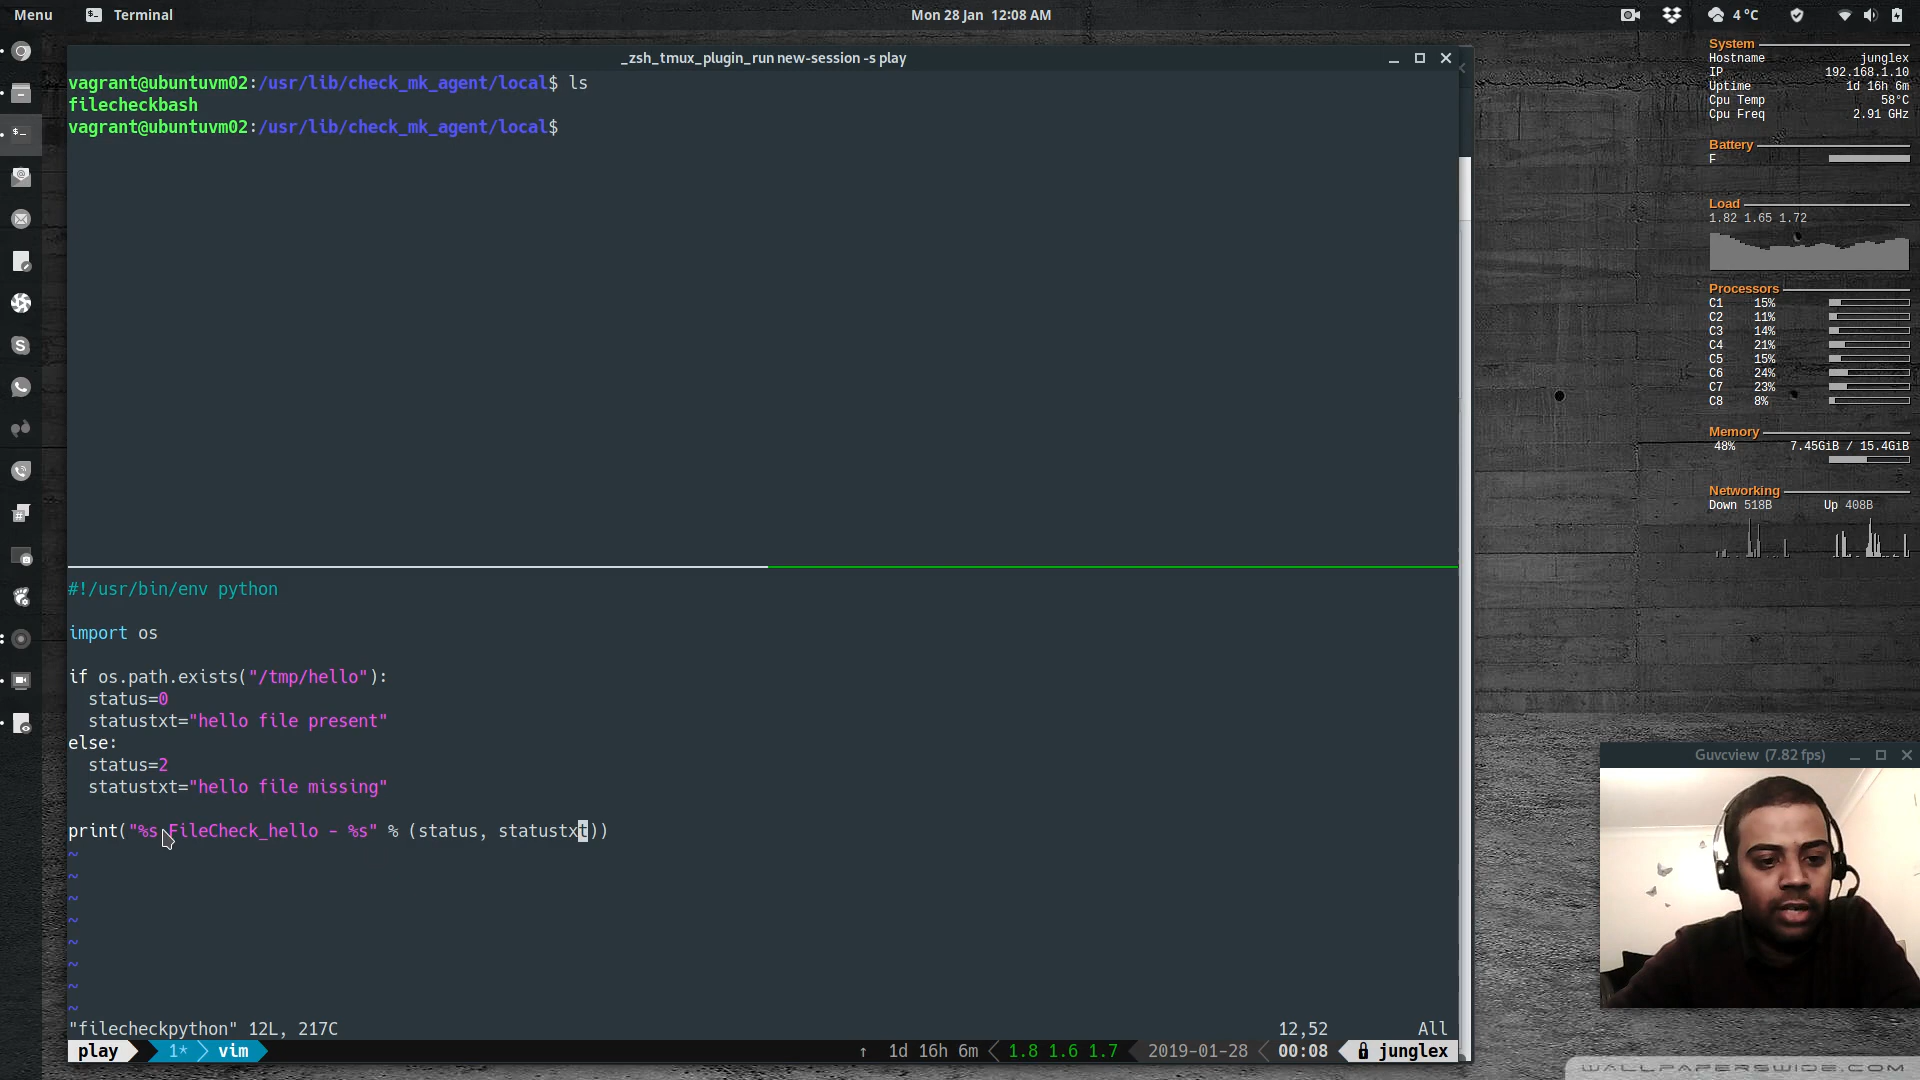 Menu Terminal Mon 28 Jan 12:08 AM 4 °C
_zsh_tmux_plugin_run new-session -s play
vagrant@ubuntuvm02:/usr/lib/check_mk_agent/local$ ls
filecheckbash
vagrant@ubuntuvm02:/usr/lib/check_mk_agent/local$
#!/usr/bin/env python
import os
if os.path.exists("/tmp/hello"):
  status=0
  statustxt="hello file present"
else:
  status=2
  statustxt="hello file missing"
print("%s FileCheck_hello - %s" % (status, statustxt))
~
~
~
~
~
~
~
~
"filecheckpython" 12L, 217C 12,52 All
play 1* vim ↑ 1d 16h 6m 1.8 1.6 1.7 2019-01-28 00:08 junglex
System
Hostname junglex
IP 192.168.1.10
Uptime 1d 16h 6m
Cpu Temp 58°C
Cpu Freq 2.91 GHz
Battery
F
Load
1.82 1.65 1.72
Processors
C1 15%
C2 11%
C3 14%
C4 21%
C5 15%
C6 24%
C7 23%
C8 8%
Memory
48% 7.45GiB / 15.4GiB
Networking
Down 518B Up 408B
Guvcview (7.82 fps)
WALLPAPERSWIDE.COM